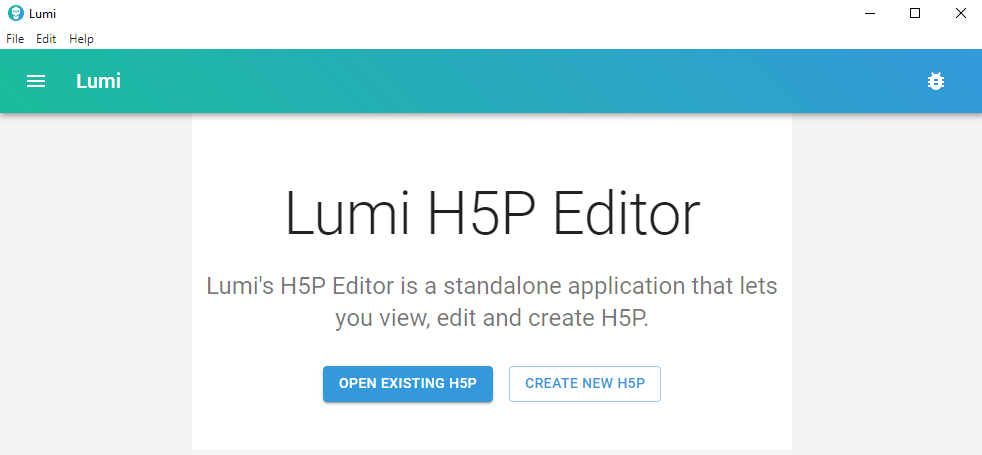 Lumi
File Edit Help
Lumi
Lumi H5P Editor
Lumi's H5P Editor is a standalone application that lets
you view, edit and create H5P.
OPEN EXISTING H5P CREATE NEW H5P